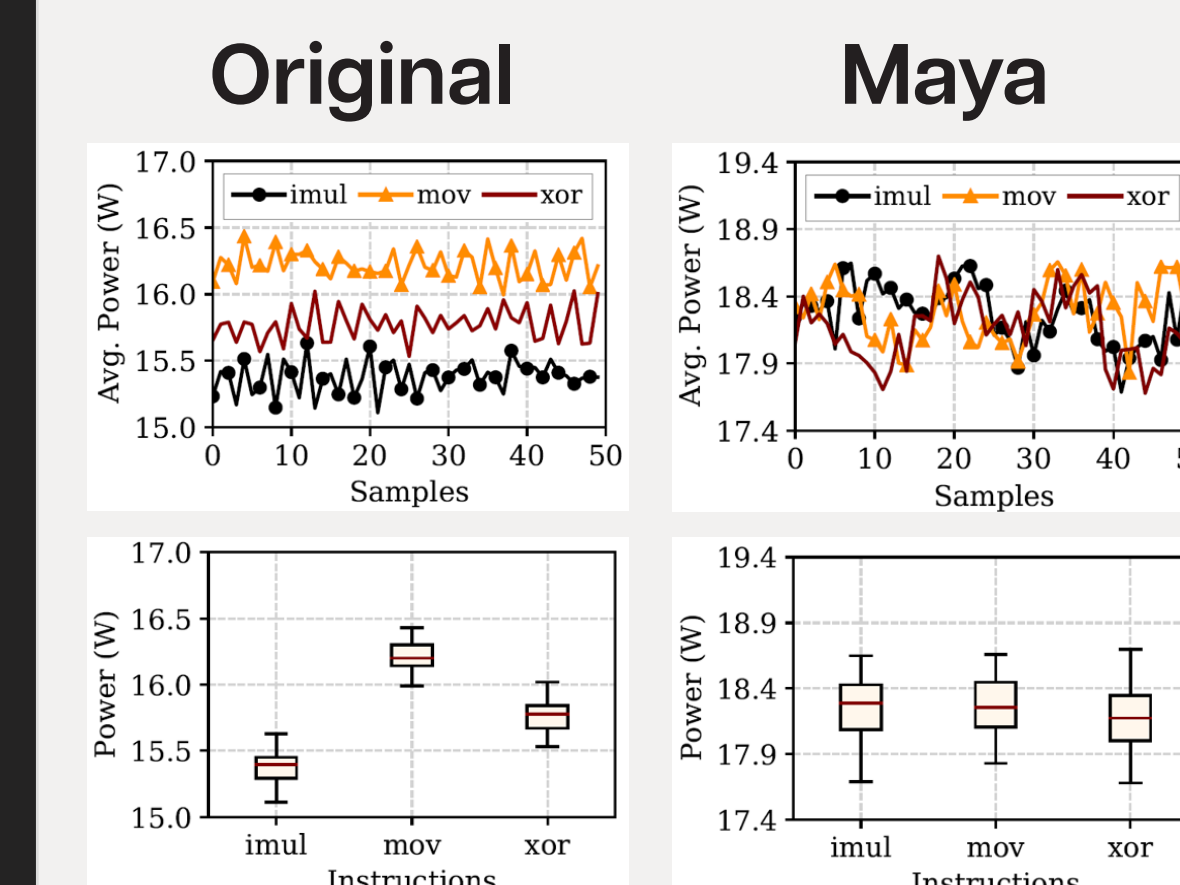 Original
Maya
17.0
16.5
16.0
15.5
15.0
Avg. Power (W)
imul mov xor
0 10 20 30 40 50
Samples
19.4
18.9
18.4
17.9
17.4
Avg. Power (W)
imul mov xor
0 10 20 30 40
Samples
17.0
16.5
16.0
15.5
15.0
Power (W)
imul mov xor
Instructions
19.4
18.9
18.4
17.9
17.4
Power (W)
imul mov xor
Instructions